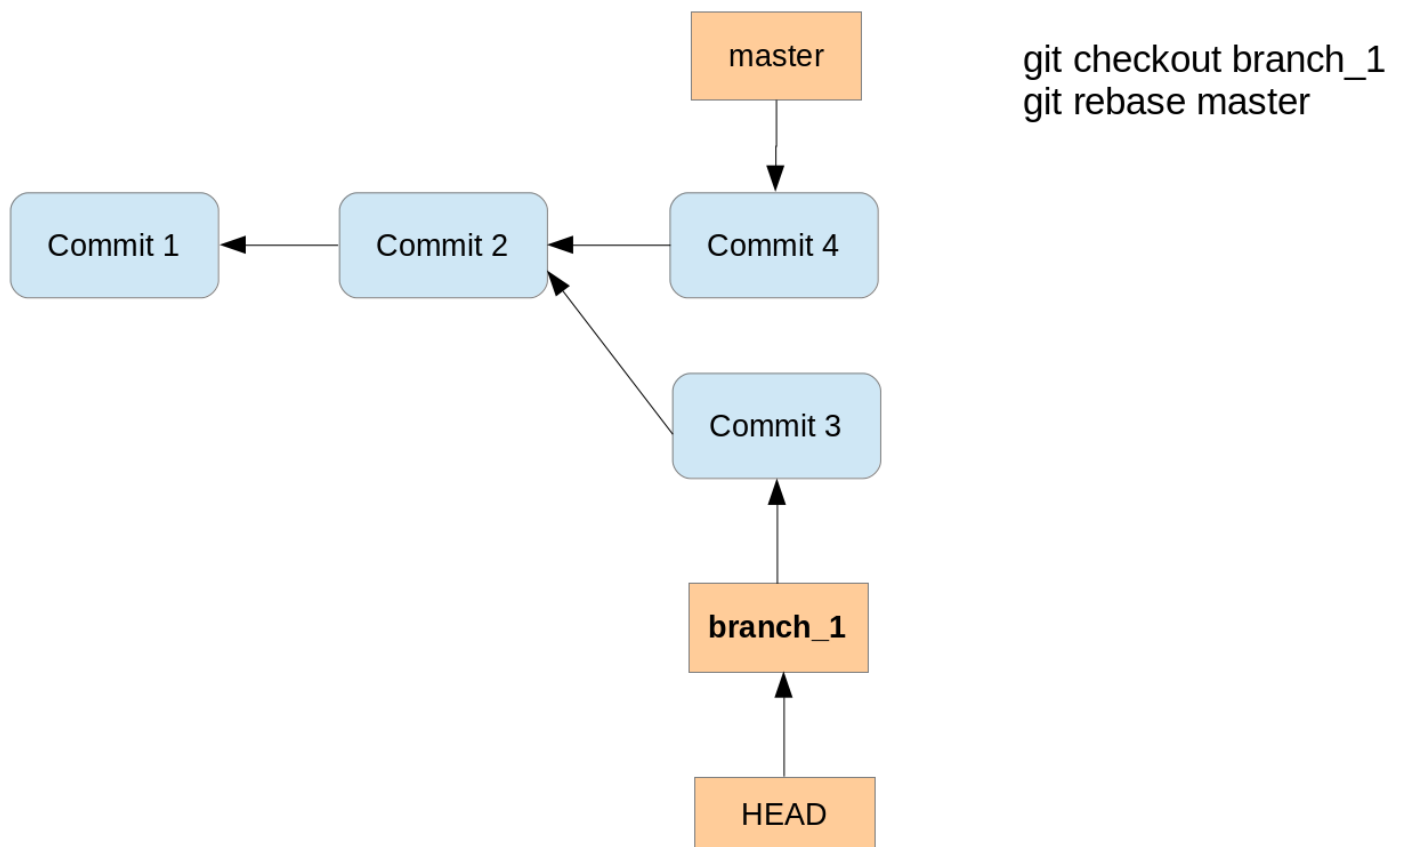 master
git checkout branch_1
git rebase master
Commit 1
Commit 2
Commit 4
Commit 3
branch_1
HEAD